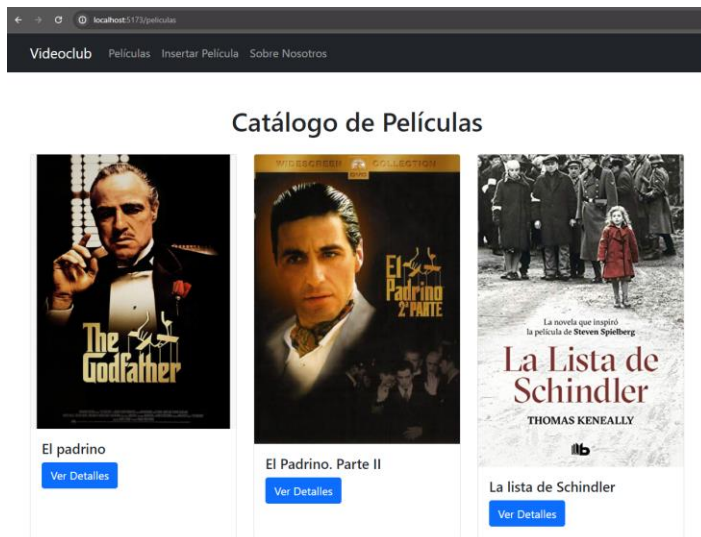 localhost:5173/peliculas
Videoclub Películas Insertar Película Sobre Nosotros
Catálogo de Películas
The
Godfather
El padrino
Ver Detalles
WIDESCREEN COLLECTION
DVD
El
Padrino
2ª PARTE
El Padrino. Parte II
Ver Detalles
La novela que inspiró
la película de Steven Spielberg
La Lista de
Schindler
THOMAS KENEALLY
La lista de Schindler
Ver Detalles